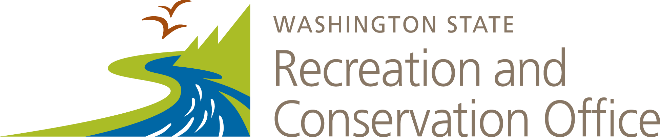 WASHINGTON STATE
Recreation and
Conservation Office